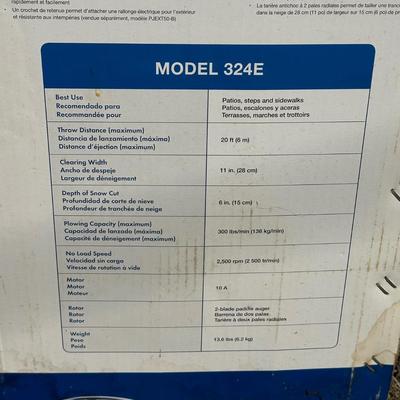 rapidement et facilement
• Un crochet de retenue permet d'attacher une rallonge électrique pour l'extérieur
et résistante aux intempéries (vendue séparément, modèle PJEXT50-B)
• La tarière antichoc à 2 pales radiales permet de tailler une
dans la neige de 28 cm (11 po) de largeur sur 15 cm (6 po) de
MODEL 324E
Best Use
Recomendado para
Recommandée pour
Patios, steps and sidewalks
Patios, escalones y aceras
Terrasses, marches et trottoirs
Throw Distance (maximum)
Distancia de lanzamiento (máxima)
Distance d'éjection (maximum)
20 ft (6 m)
Clearing Width
Ancho de despeje
Largeur de déneigement
11 in. (28 cm)
Depth of Snow Cut
Profundidad de corte de nieve
Profondeur de tranchée de neige
6 in. (15 cm)
Plowing Capacity (maximum)
Capacidad de lanzado (máxima)
Capacité de déneigement (maximum)
300 lbs/min (136 kg/min)
No Load Speed
Velocidad sin carga
Vitesse de rotation à vide
2,500 rpm (2 500 tr/min)
Motor
Motor
Moteur
10 A
Rotor
Rotor
Rotor
2-blade paddle auger
Barrena de dos palas
Tarière à deux pales radiales
Weight
Peso
Poids
13.6 lbs (6.2 kg)